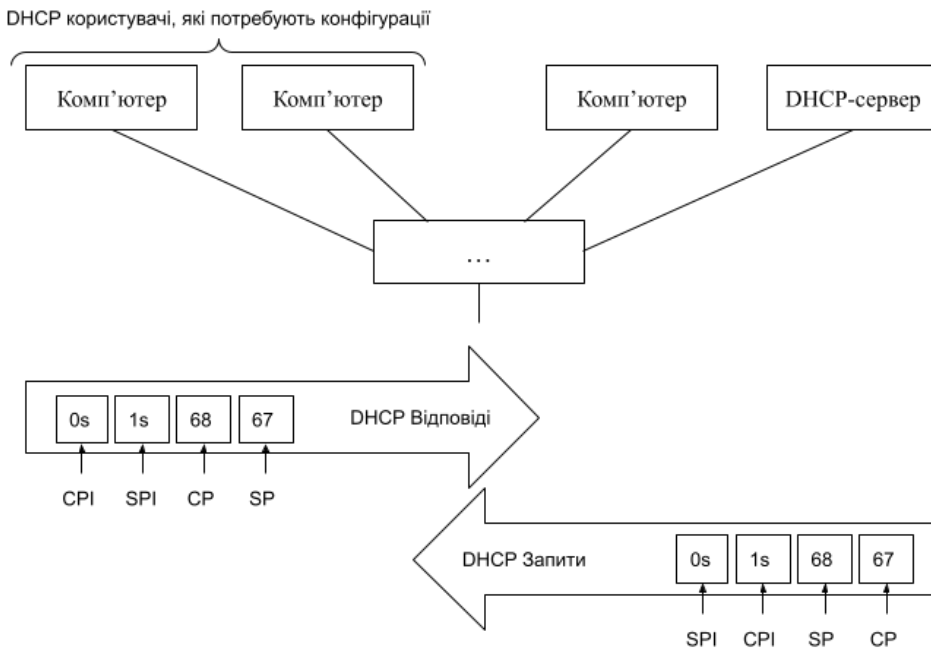 DHCP користувачі, які потребують конфігурації
Комп’ютер Комп’ютер Комп’ютер DHCP-сервер
...
0s 1s 68 67 DHCP Відповіді
CPI SPI CP SP
DHCP Запити 0s 1s 68 67
SPI CPI SP CP